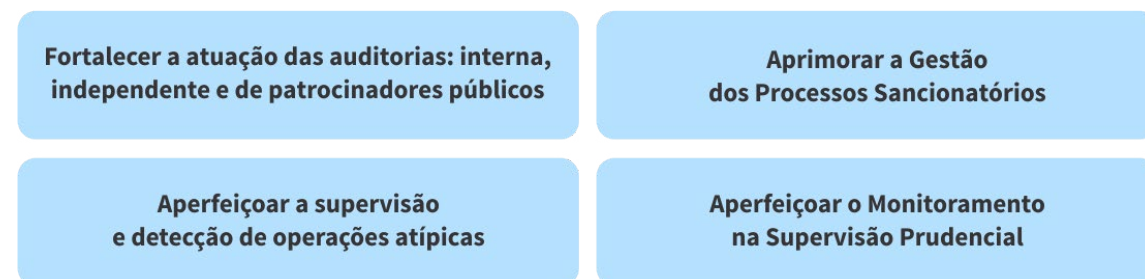 Fortalecer a atuação das auditorias: interna,
independente e de patrocinadores públicos
Aprimorar a Gestão
dos Processos Sancionatórios
Aperfeiçoar a supervisão
e detecção de operações atípicas
Aperfeiçoar o Monitoramento
na Supervisão Prudencial